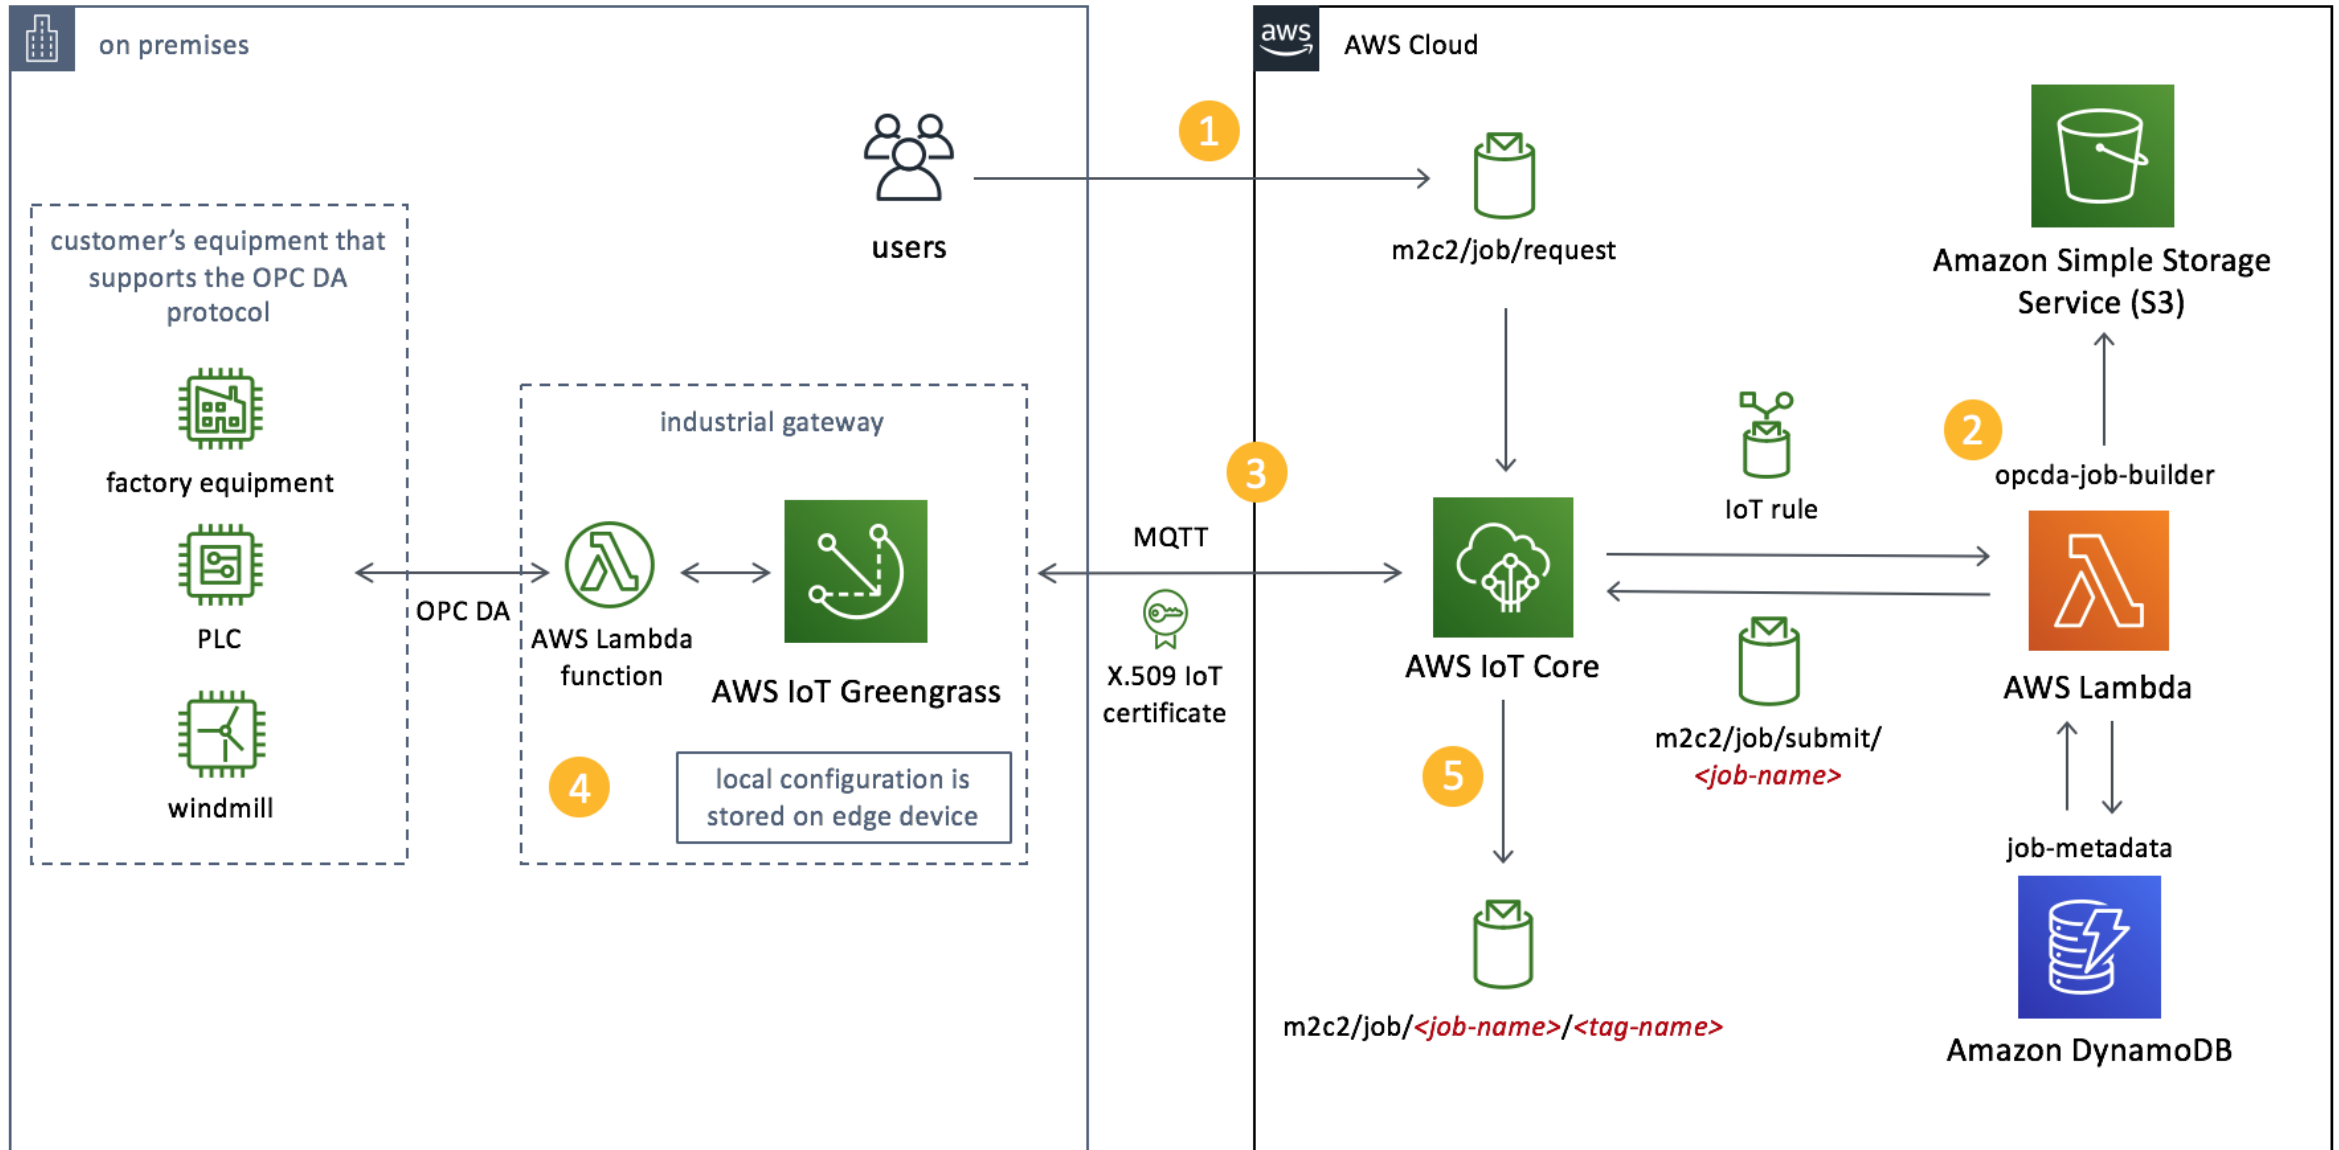 on premises
aws
AWS Cloud
1
users
m2c2/job/request
Amazon Simple Storage
Service (S3)
customer's equipment that
supports the OPC DA
protocol
factory equipment
PLC
windmill
OPC DA
industrial gateway
AWS Lambda
function
AWS IoT Greengrass
4
local configuration is
stored on edge device
3
MQTT
X.509 IoT
certificate
AWS IoT Core
IoT rule
2
opcda-job-builder
AWS Lambda
m2c2/job/submit/
<job-name>
5
job-metadata
m2c2/job/<job-name>/<tag-name>
Amazon DynamoDB